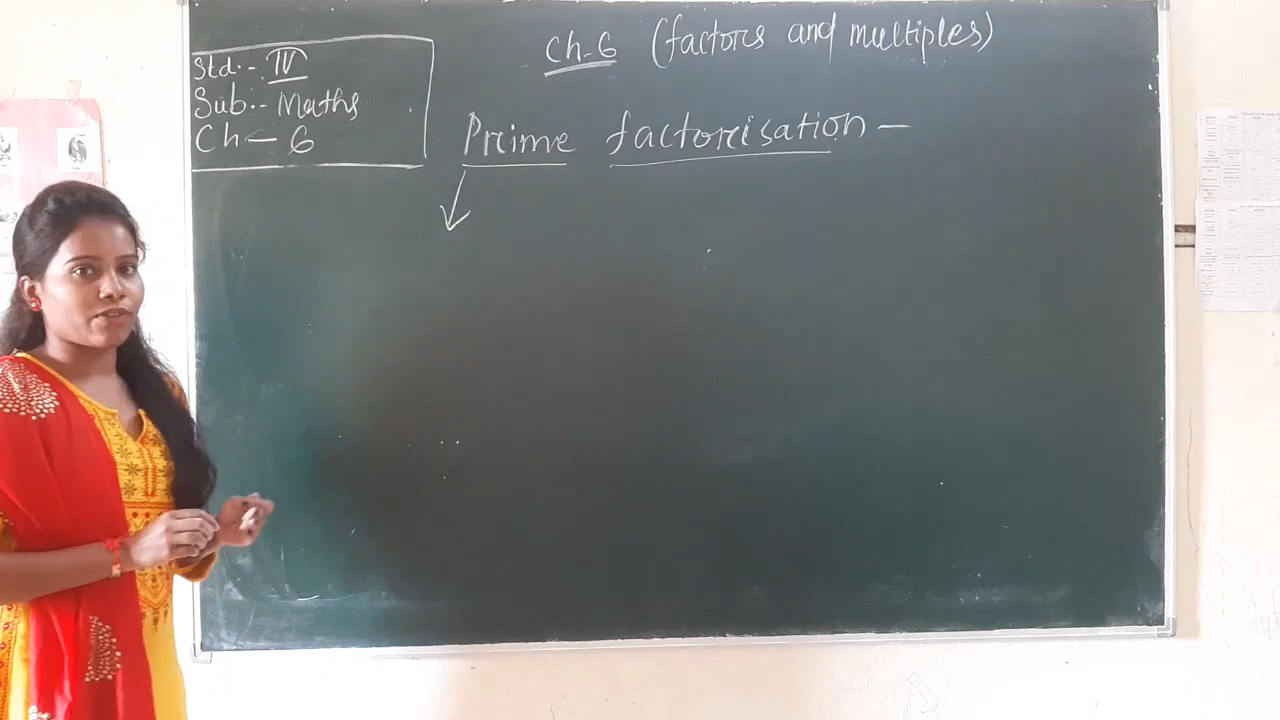 Std.- IV
Sub.- Maths
Ch - 6
Ch-6 (factors and multiples)
Prime factorisation -